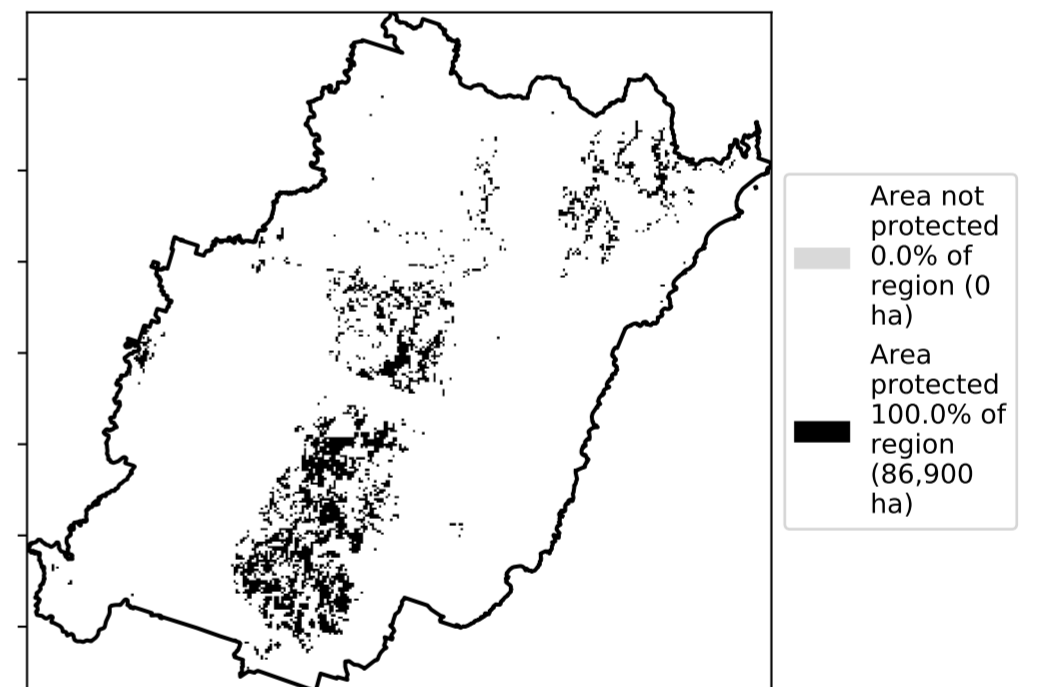 Area not
protected
0.0% of
region (0
ha)
Area
protected
100.0% of
region
(86,900
ha)